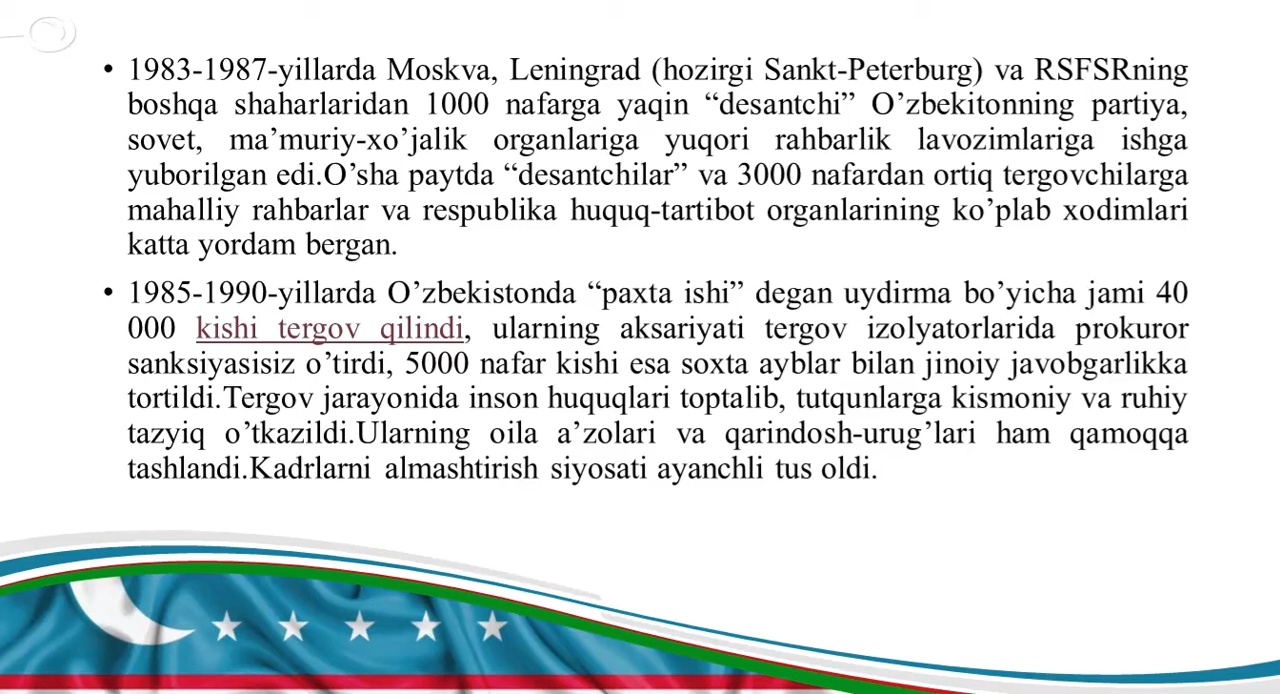 • 1983-1987-yillarda Moskva, Leningrad (hozirgi Sankt-Peterburg) va RSFSRning
boshqa shaharlaridan 1000 nafarga yaqin “desantchi” O’zbekitonning partiya,
sovet, ma’muriy-xo’jalik organlariga yuqori rahbarlik lavozimlariga ishga
yuborilgan edi.O’sha paytda “desantchilar” va 3000 nafardan ortiq tergovchilarga
mahalliy rahbarlar va respublika huquq-tartibot organlarining ko’plab xodimlari
katta yordam bergan.
• 1985-1990-yillarda O’zbekistonda “paxta ishi” degan uydirma bo’yicha jami 40
000 kishi tergov qilindi, ularning aksariyati tergov izolyatorlarida prokuror
sanksiyasisiz o’tirdi, 5000 nafar kishi esa soxta ayblar bilan jinoiy javobgarlikka
tortildi.Tergov jarayonida inson huquqlari toptalib, tutqunlarga kismoniy va ruhiy
tazyiq o’tkazildi.Ularning oila a’zolari va qarindosh-urug’lari ham qamoqqa
tashlandi.Kadrlarni almashtirish siyosati ayanchli tus oldi.